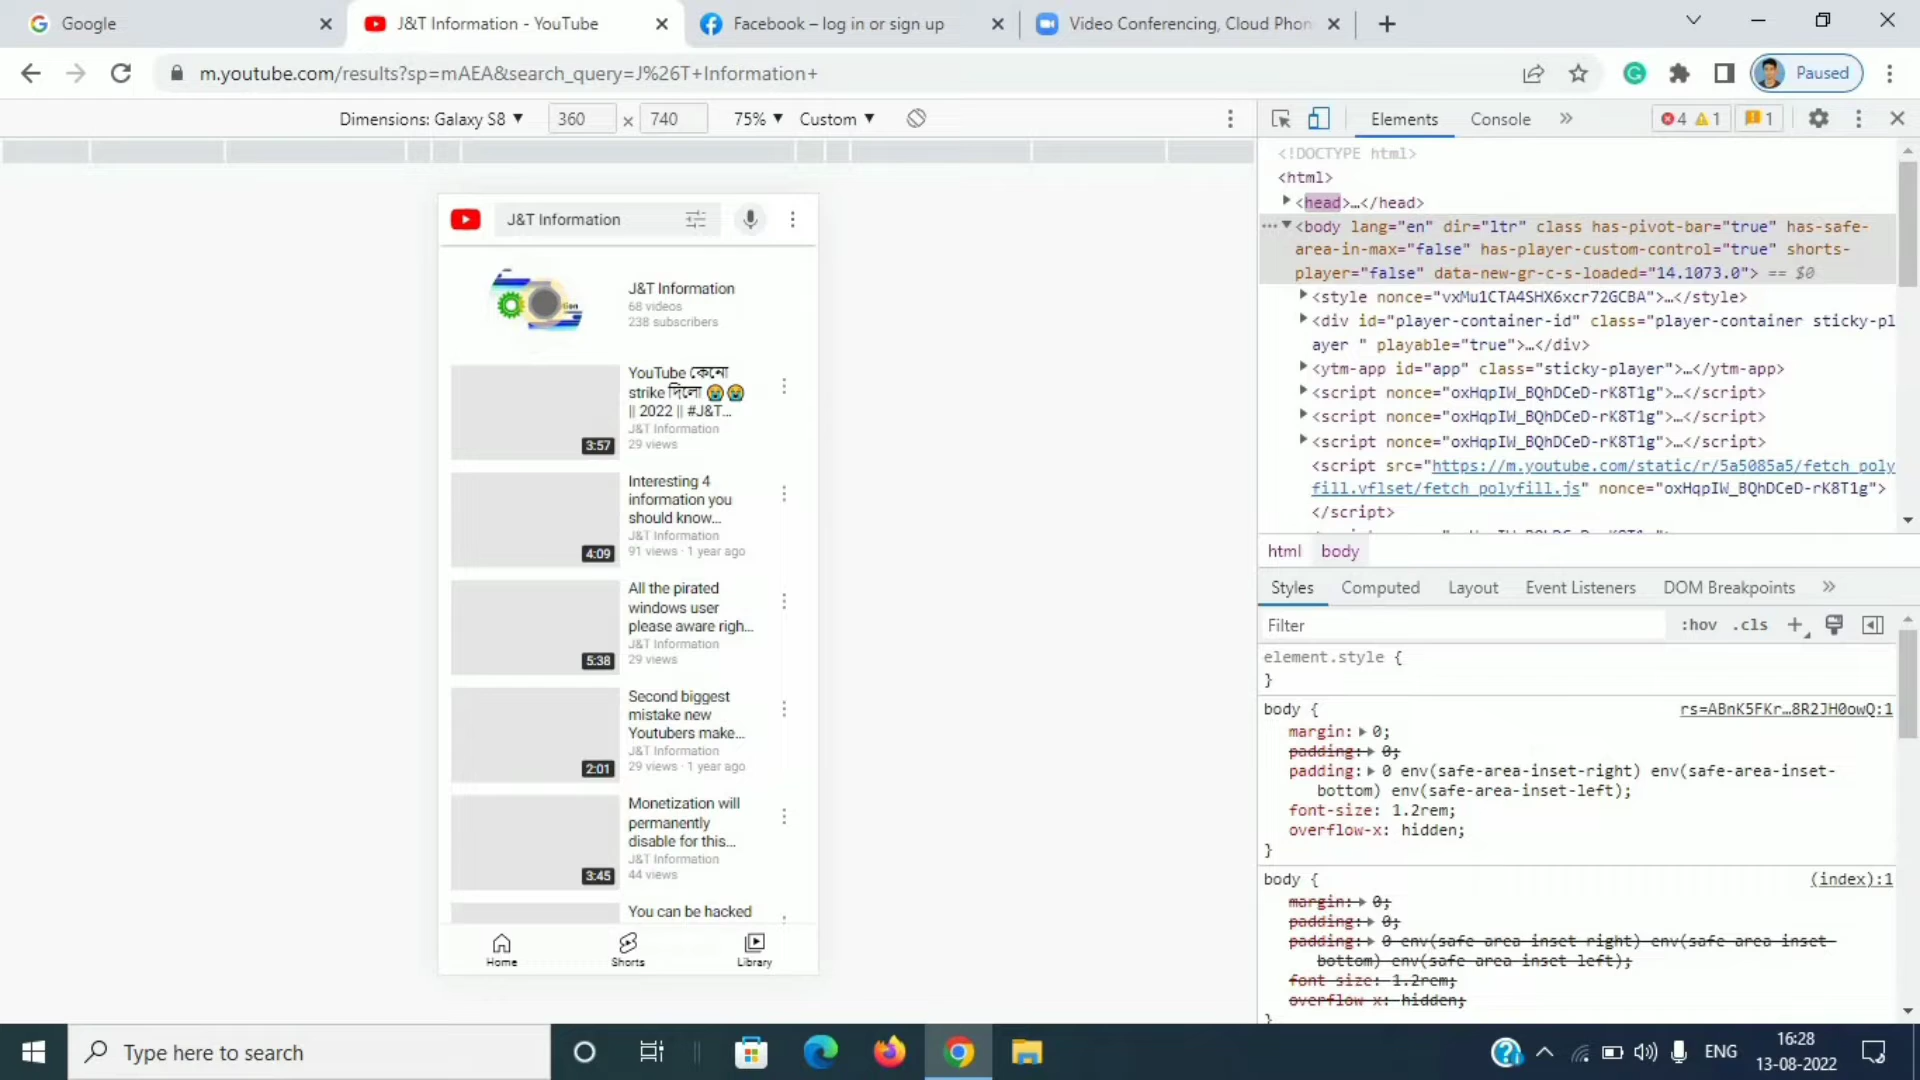 Google
J&T Information - YouTube
Facebook – log in or sign up
Video Conferencing, Cloud Phon
m.youtube.com/results?sp=mAEA&search_query=J%26T+Information+
Paused
Dimensions: Galaxy S8
360 x 740
75%
Custom
Elements
Console
4
1
1
J&T Information
J&T Information
68 videos
238 subscribers
YouTube কেনো
strike দিলো 😭😭
|| 2022 || #J&T...
J&T Information
29 views
3:57
Interesting 4
information you
should know...
J&T Information
91 views · 1 year ago
4:09
All the pirated
windows user
please aware righ...
J&T Information
29 views
5:38
Second biggest
mistake new
Youtubers make...
J&T Information
29 views · 1 year ago
2:01
Monetization will
permanently
disable for this...
J&T Information
44 views
3:45
You can be hacked
Home
Shorts
Library
<!DOCTYPE html>
<html>
<head>…</head>
<body lang="en" dir="ltr" class has-pivot-bar="true" has-safe-
area-in-max="false" has-player-custom-control="true" shorts-
player="false" data-new-gr-c-s-loaded="14.1073.0"> == $0
<style nonce="vxMu1CTA4SHX6xcr72GCBA">…</style>
<div id="player-container-id" class="player-container sticky-pl
ayer " playable="true">…</div>
<ytm-app id="app" class="sticky-player">…</ytm-app>
<script nonce="oxHqpIW_BQhDCeD-rK8T1g">…</script>
<script nonce="oxHqpIW_BQhDCeD-rK8T1g">…</script>
<script nonce="oxHqpIW_BQhDCeD-rK8T1g">…</script>
<script src="https://m.youtube.com/static/r/5a5085a5/fetch_poly
fill.vflset/fetch_polyfill.js" nonce="oxHqpIW_BQhDCeD-rK8T1g">
</script>
html
body
Styles
Computed
Layout
Event Listeners
DOM Breakpoints
Filter
:hov
.cls
element.style {
}
body {
rs=ABnK5FKr…8R2JH0owQ:1
margin: 0;
padding: 0;
padding: 0 env(safe-area-inset-right) env(safe-area-inset-
bottom) env(safe-area-inset-left);
font-size: 1.2rem;
overflow-x: hidden;
}
body {
(index):1
margin: 0;
padding: 0;
padding: 0 env(safe-area-inset-right) env(safe-area-inset-
bottom) env(safe-area-inset-left);
font-size: 1.2rem;
overflow-x: hidden;
}
Type here to search
ENG
16:28
13-08-2022